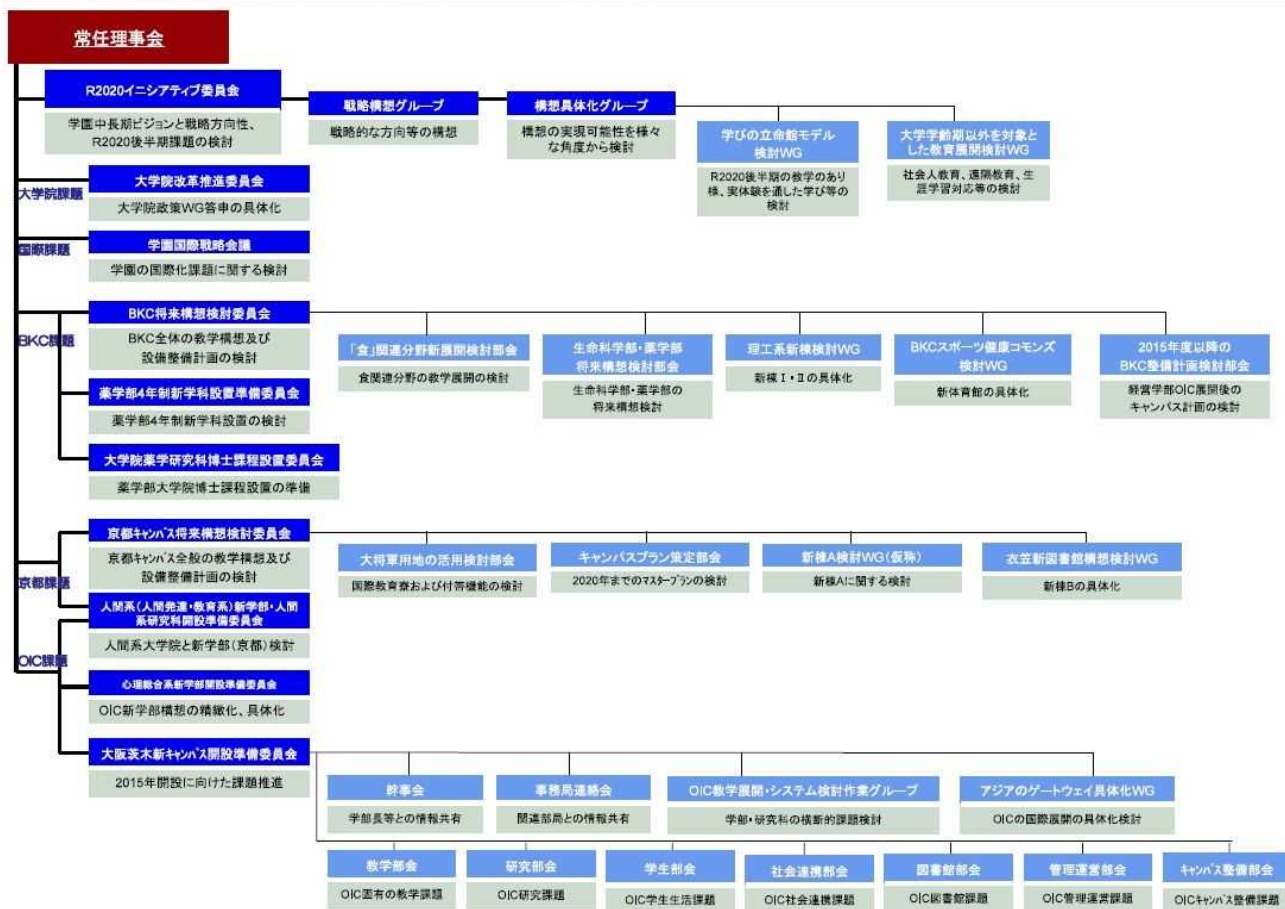 常任理事会
R2020イニシアティブ委員会
学園中長期ビジョンと戦略方向性、
R2020後半期課題の検討
戦略構想グループ
戦略的な方向等の構想
構想具体化グループ
構想の実現可能性を様々
な角度から検討
学びの立命館モデル
検討WG
R2020後半期の教学のあり
様、実体験を通した学び等の
検討
大学学齢期以外を対象と
した教育展開検討WG
社会人教育、遠隔教育、生
涯学習対応等の検討
大学院課題
大学院改革推進委員会
大学院政策WG答申の具体化
国際課題
学園国際戦略会議
学園の国際化課題に関する検討
BKC課題
BKC将来構想検討委員会
BKC全体の教学構想及び
設備整備計画の検討
「食」関連分野新展開検討部会
食関連分野の教学展開の検討
生命科学部・薬学部
将来構想検討部会
生命科学部・薬学部の
将来構想検討
理工系新棟検討WG
新棟Ⅰ・Ⅱの具体化
BKCスポーツ健康コモンズ
検討WG
新体育館の具体化
2015年度以降の
BKC整備計画検討部会
経営学部OIC展開後の
キャンパス計画の検討
薬学部4年制新学科設置準備委員会
薬学部4年制新学科設置の検討
大学院薬学研究科博士課程設置委員会
薬学部大学院博士課程設置の準備
京都課題
京都キャンパス将来構想検討委員会
京都キャンパス全般の教学構想及び
設備整備計画の検討
大将軍用地の活用検討部会
国際教育寮および付帯機能の検討
キャンパスプラン策定部会
2020年までのマスタープランの検討
新棟A検討WG(仮称)
新棟Aに関する検討
衣笠新図書館構想検討WG
新棟Bの具体化
人間系(人間発達・教育系)新学部・人間
系研究科開設準備委員会
人間系大学院と新学部(京都)検討
OIC課題
心理総合系新学部開設準備委員会
OIC新学部構想の精緻化、具体化
大阪茨木新キャンパス開設準備委員会
2015年開設に向けた課題推進
幹事会
学部長等との情報共有
事務局連絡会
関連部局との情報共有
OIC教学展開・システム検討作業グループ
学部・研究科の横断的課題検討
アジアのゲートウェイ具体化WG
OICの国際展開の具体化検討
教学部会
OIC固有の教学課題
研究部会
OIC研究課題
学生部会
OIC学生生活課題
社会連携部会
OIC社会連携課題
図書館部会
OIC図書館課題
管理運営部会
OIC管理運営課題
キャンパス整備部会
OICキャンパス整備課題